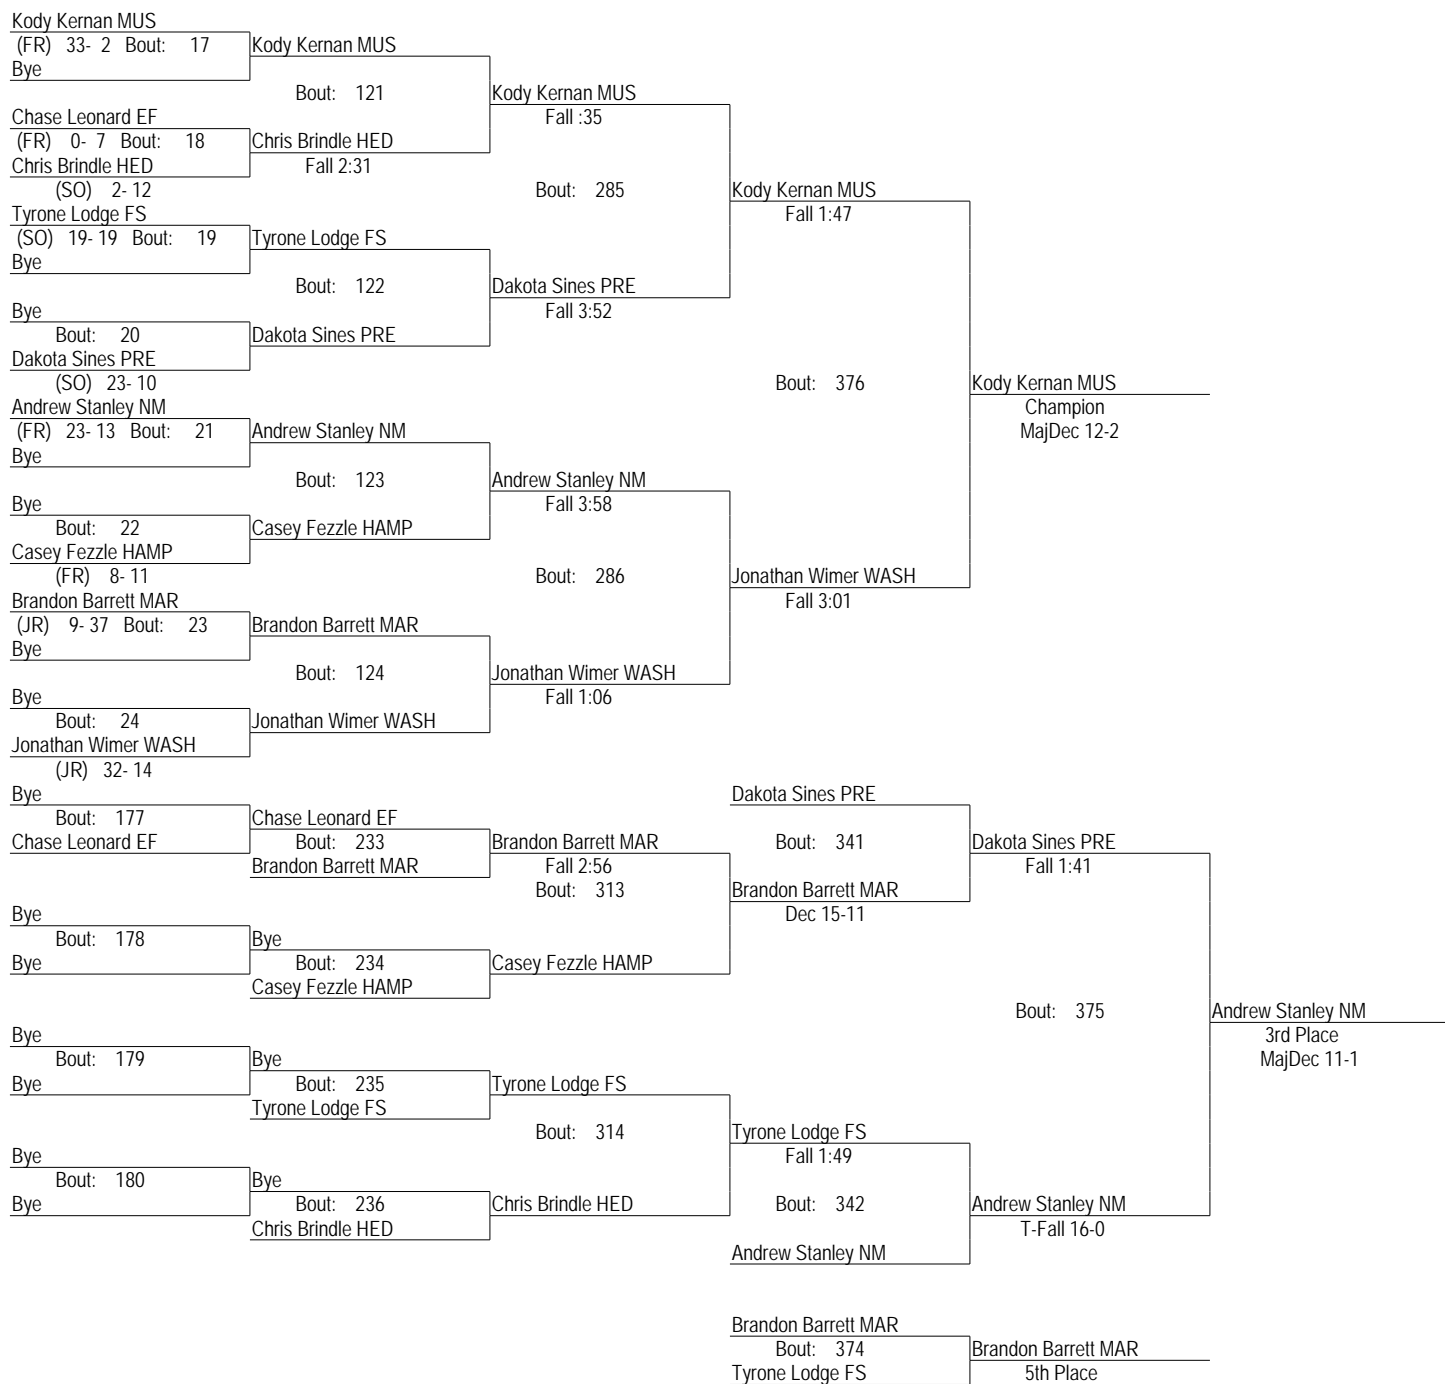 Kody Kernan MUS
(FR) 33- 2 Bout: 17 Kody Kernan MUS
Bye
Bout: 121 Kody Kernan MUS
Chase Leonard EF Fall :35
(FR) 0- 7 Bout: 18 Chris Brindle HED
Chris Brindle HED Fall 2:31
(SO) 2- 12 Bout: 285 Kody Kernan MUS
Tyrone Lodge FS Fall 1:47
(SO) 19- 19 Bout: 19 Tyrone Lodge FS
Bye
Bout: 122 Dakota Sines PRE
Bye Fall 3:52
Bout: 20 Dakota Sines PRE
Dakota Sines PRE
(SO) 23- 10 Bout: 376 Kody Kernan MUS
Andrew Stanley NM Champion
(FR) 23- 13 Bout: 21 Andrew Stanley NM MajDec 12-2
Bye
Bout: 123 Andrew Stanley NM
Bye Fall 3:58
Bout: 22 Casey Fezzle HAMP
Casey Fezzle HAMP
(FR) 8- 11 Bout: 286 Jonathan Wimer WASH
Brandon Barrett MAR Fall 3:01
(JR) 9- 37 Bout: 23 Brandon Barrett MAR
Bye
Bout: 124 Jonathan Wimer WASH
Bye Fall 1:06
Bout: 24 Jonathan Wimer WASH
Jonathan Wimer WASH
(JR) 32- 14
Bye Dakota Sines PRE
Bout: 177 Chase Leonard EF
Chase Leonard EF Bout: 233 Brandon Barrett MAR Bout: 341 Dakota Sines PRE
Brandon Barrett MAR Fall 2:56 Fall 1:41
Bout: 313 Brandon Barrett MAR
Bye Dec 15-11
Bout: 178 Bye
Bye Bout: 234 Casey Fezzle HAMP
Casey Fezzle HAMP
Bout: 375 Andrew Stanley NM
Bye 3rd Place
Bout: 179 Bye MajDec 11-1
Bye Bout: 235 Tyrone Lodge FS
Tyrone Lodge FS
Bout: 314 Tyrone Lodge FS
Bye Fall 1:49
Bout: 180 Bye
Bye Bout: 236 Chris Brindle HED Bout: 342 Andrew Stanley NM
Chris Brindle HED T-Fall 16-0
Andrew Stanley NM
Brandon Barrett MAR
Bout: 374 Brandon Barrett MAR
Tyrone Lodge FS 5th Place